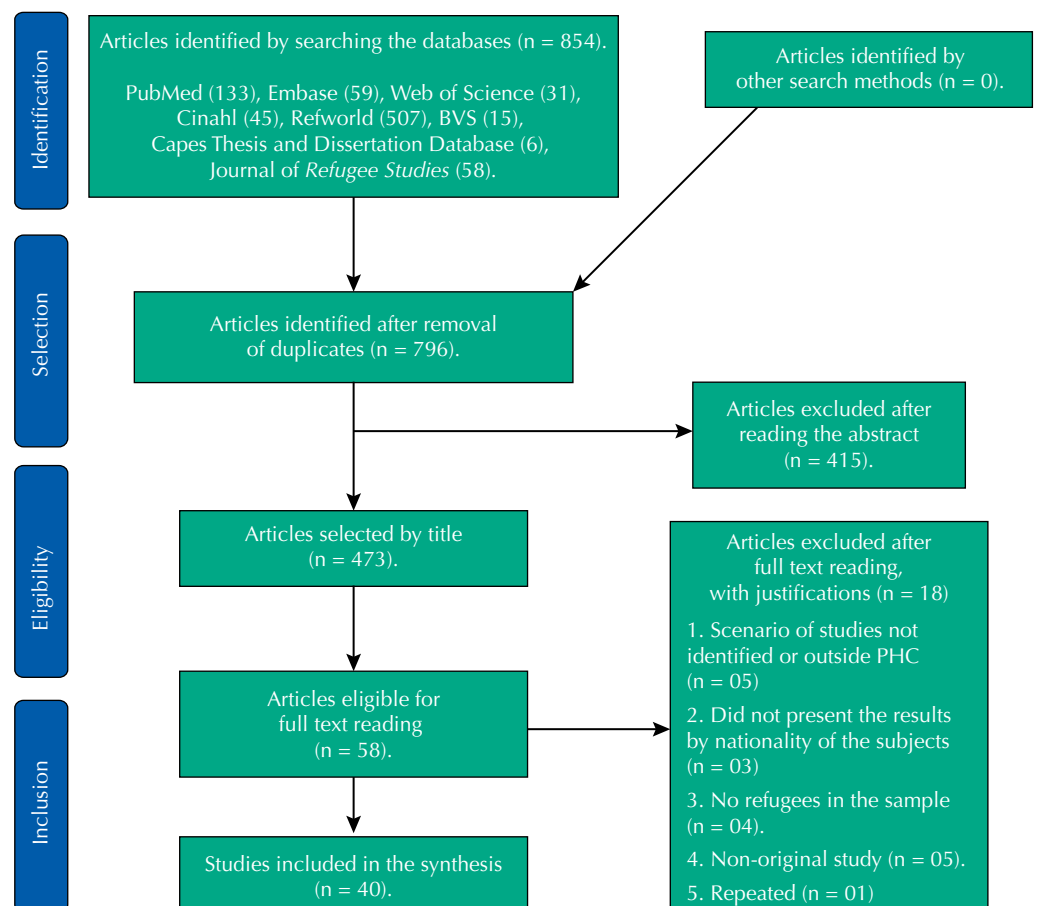 Identification
Articles identified by searching the databases (n = 854).
PubMed (133), Embase (59), Web of Science (31),
Cinahl (45), Refworld (507), BVS (15),
Capes Thesis and Dissertation Database (6),
Journal of Refugee Studies (58).
Articles identified by
other search methods (n = 0).
Selection
Articles identified after removal
of duplicates (n = 796).
Articles excluded after
reading the abstract
(n = 415).
Eligibility
Articles selected by title
(n = 473).
Articles eligible for
full text reading
(n = 58).
Articles excluded after
full text reading,
with justifications (n = 18)
1. Scenario of studies not
identified or outside PHC
(n = 05)
2. Did not present the results
by nationality of the subjects
(n = 03)
3. No refugees in the sample
(n = 04).
4. Non-original study (n = 05).
5. Repeated (n = 01)
Inclusion
Studies included in the synthesis
(n = 40).